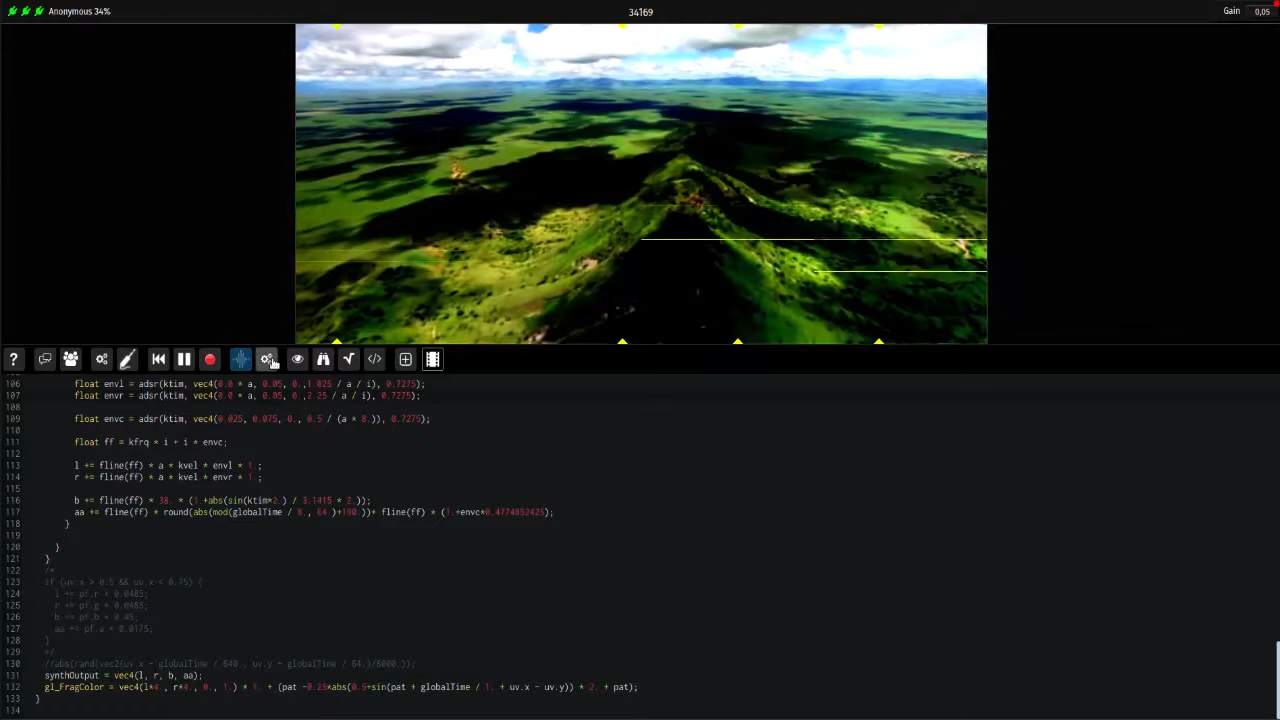 Anonymous 34%
34169
Gain 0,05
106 float envl = adsr(ktim, vec4(0.0 * a, 0.05, 0.,1.025 / a / i), 0.7275);
107 float envr = adsr(ktim, vec4(0.0 * a, 0.05, 0.,2.25 / a / i), 0.7275);
108
109 float envc = adsr(ktim, vec4(0.025, 0.075, 0., 0.5 / (a * 8.)), 0.7275);
110
111 float ff = kfrq * i + i * envc;
112
113 l += fline(ff) * a * kvel * envl * 1.;
114 r += fline(ff) * a * kvel * envr * 1.;
115
116 b += fline(ff) * 38. * (1.+abs(sin(ktim*2.) / 3.1415 * 2.));
117 aa += fline(ff) * round(abs(mod(globalTime / 8., 64.)+190.))+ fline(ff) * (1.+envc*0.4774852425);
118 }
119
120 }
121 }
122 /*
123 if (uv.x > 0.5 && uv.x < 0.75) {
124 l += pf.r * 0.0485;
125 r += pf.g * 0.0485;
126 b += pf.b * 0.45;
127 aa += pf.a * 0.0175;
128 }
129 */
130 //abs(rand(vec2(uv.x - globalTime / 640., uv.y - globalTime / 64.)/8000.));
131 synthOutput = vec4(l, r, b, aa);
132 gl_FragColor = vec4(l*4., r*4., 0., 1.) * 1. + (pat -0.25*abs(0.5+sin(pat + globalTime / 1. + uv.x - uv.y)) * 2. + pat);
133 }
134